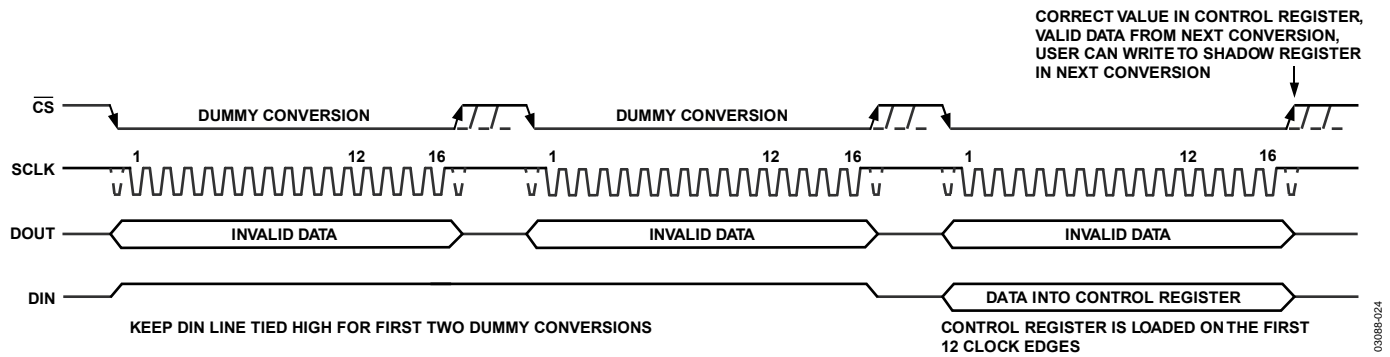 CORRECT VALUE IN CONTROL REGISTER,
VALID DATA FROM NEXT CONVERSION,
USER CAN WRITE TO SHADOW REGISTER
IN NEXT CONVERSION
CS
DUMMY CONVERSION
DUMMY CONVERSION
SCLK
1 12 16 1 12 16 1 12 16
DOUT
INVALID DATA
INVALID DATA
INVALID DATA
DIN
DATA INTO CONTROL REGISTER
KEEP DIN LINE TIED HIGH FOR FIRST TWO DUMMY CONVERSIONS
CONTROL REGISTER IS LOADED ON THE FIRST
12 CLOCK EDGES
03088-024